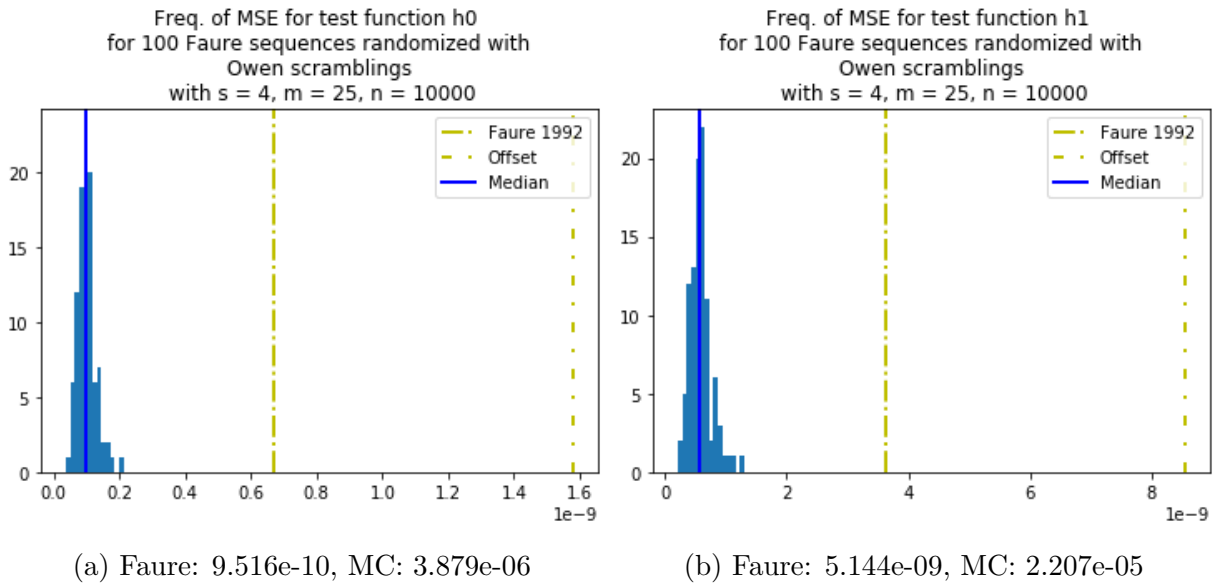 Freq. of MSE for test function h0
for 100 Faure sequences randomized with
Owen scramblings
with s = 4, m = 25, n = 10000
Faure 1992
Offset
Median
20
15
10
5
0
0.0 0.2 0.4 0.6 0.8 1.0 1.2 1.4 1.6
1e−9
(a) Faure: 9.516e-10, MC: 3.879e-06
Freq. of MSE for test function h1
for 100 Faure sequences randomized with
Owen scramblings
with s = 4, m = 25, n = 10000
Faure 1992
Offset
Median
20
15
10
5
0
0 2 4 6 8
1e−9
(b) Faure: 5.144e-09, MC: 2.207e-05